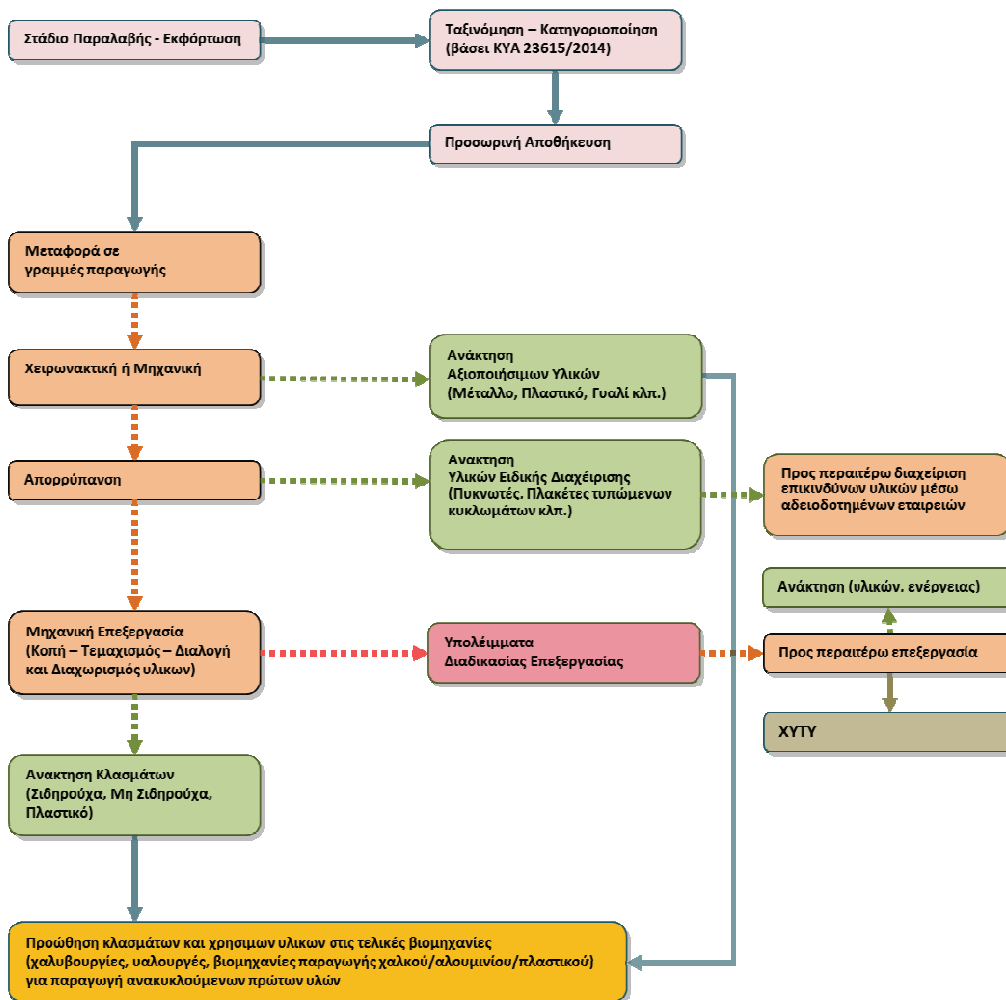 Στάδιο Παραλαβής - Εκφόρτωση
Ταξινόμηση – Κατηγοριοποίηση
(βάσει ΚΥΑ 23615/2014)
Προσωρινή Αποθήκευση
Μεταφορά σε
γραμμές παραγωγής
Χειρωνακτική ή Μηχανική
Ανάκτηση
Αξιοποιήσιμων Υλικών
(Μέταλλο, Πλαστικό, Γυαλί κλπ.)
Απορρύπανση
Ανακτηση
Υλικών Ειδικής Διαχείρισης
(Πυκνωτές. Πλακέτες τυπώμενων
κυκλωμάτων κλπ.)
Προς περαιτέρω διαχείριση
επικινδύνων υλικών μέσω
αδειοδοτημένων εταιρειών
Ανάκτηση (υλικών. ενέργειας)
Μηχανική Επεξεργασία
(Κοπή – Τεμαχισμός – Διαλογή
και Διαχωρισμός υλικων)
Υπολέιμματα
Διαδικασίας Επεξεργασίας
Προς περαιτέρω επεξεργασία
ΧΥΤΥ
Ανακτηση Κλασμάτων
(Σιδηρούχα, Μη Σιδηρούχα,
Πλαστικό)
Προώθηση κλασμάτων και χρησιμων υλικων στις τελικές βιομηχανίες
(χαλυβουργίες, υαλουργές, βιομηχανίες παραγωγής χαλκού/αλουμινίου/πλαστικού)
για παραγωγή ανακυκλούμενων πρώτων υλών